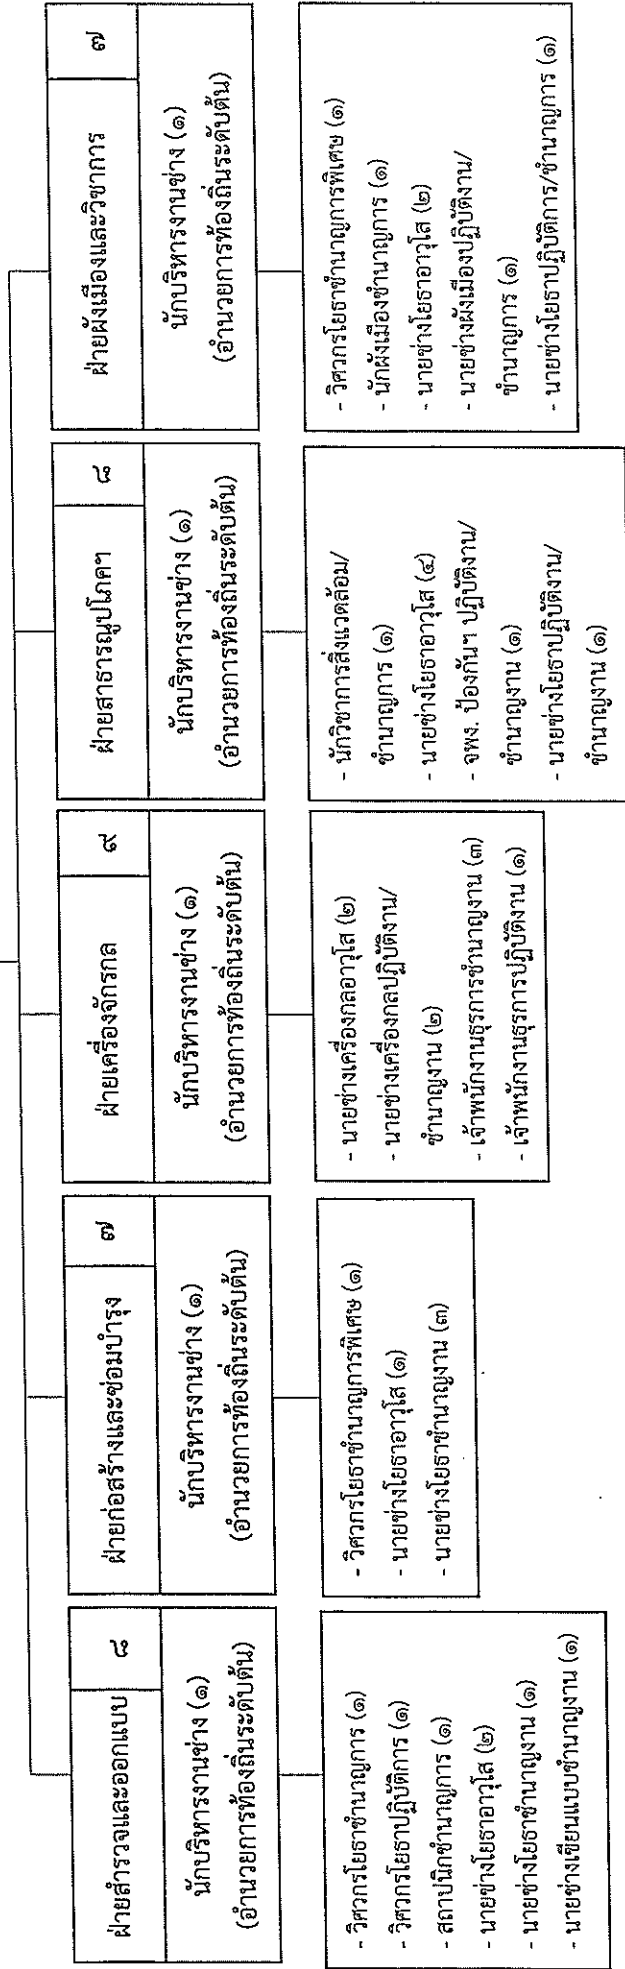 ฝ่ายสำรวจและออกแบบ
๘
นักบริหารงานช่าง (๑)
(อำนวยการท้องถิ่นระดับต้น)
- วิศวกรโยธาชำนาญการ (๑)
- วิศวกรโยธาปฏิบัติการ (๑)
- สถาปนิกชำนาญการ (๑)
- นายช่างโยธาอาวุโส (๒)
- นายช่างโยธาชำนาญงาน (๑)
- นายช่างเขียนแบบชำนาญงาน (๑)
ฝ่ายก่อสร้างและซ่อมบำรุง
๗
นักบริหารงานช่าง (๑)
(อำนวยการท้องถิ่นระดับต้น)
- วิศวกรโยธาชำนาญการพิเศษ (๑)
- นายช่างโยธาอาวุโส (๑)
- นายช่างโยธาชำนาญงาน (๓)
ฝ่ายเครื่องจักรกล
๙
นักบริหารงานช่าง (๑)
(อำนวยการท้องถิ่นระดับต้น)
- นายช่างเครื่องกลอาวุโส (๒)
- นายช่างเครื่องกลปฏิบัติงาน/
ชำนาญงาน (๒)
- เจ้าพนักงานธุรการชำนาญงาน (๓)
- เจ้าพนักงานธุรการปฏิบัติงาน (๑)
ฝ่ายสาธารณูปโภคฯ
๘
นักบริหารงานช่าง (๑)
(อำนวยการท้องถิ่นระดับต้น)
- นักวิชาการสิ่งแวดล้อม/
ชำนาญการ (๑)
- นายช่างโยธาอาวุโส (๔)
- จพง. ป้องกันฯ ปฏิบัติงาน/
ชำนาญงาน (๑)
- นายช่างโยธาปฏิบัติงาน/
ชำนาญงาน (๑)
ฝ่ายผังเมืองและวิชาการ
๗
นักบริหารงานช่าง (๑)
(อำนวยการท้องถิ่นระดับต้น)
- วิศวกรโยธาชำนาญการพิเศษ (๑)
- นักผังเมืองชำนาญการ (๑)
- นายช่างโยธาอาวุโส (๒)
- นายช่างผังเมืองปฏิบัติงาน/
ชำนาญการ (๑)
- นายช่างโยธาปฏิบัติการ/ชำนาญการ (๑)